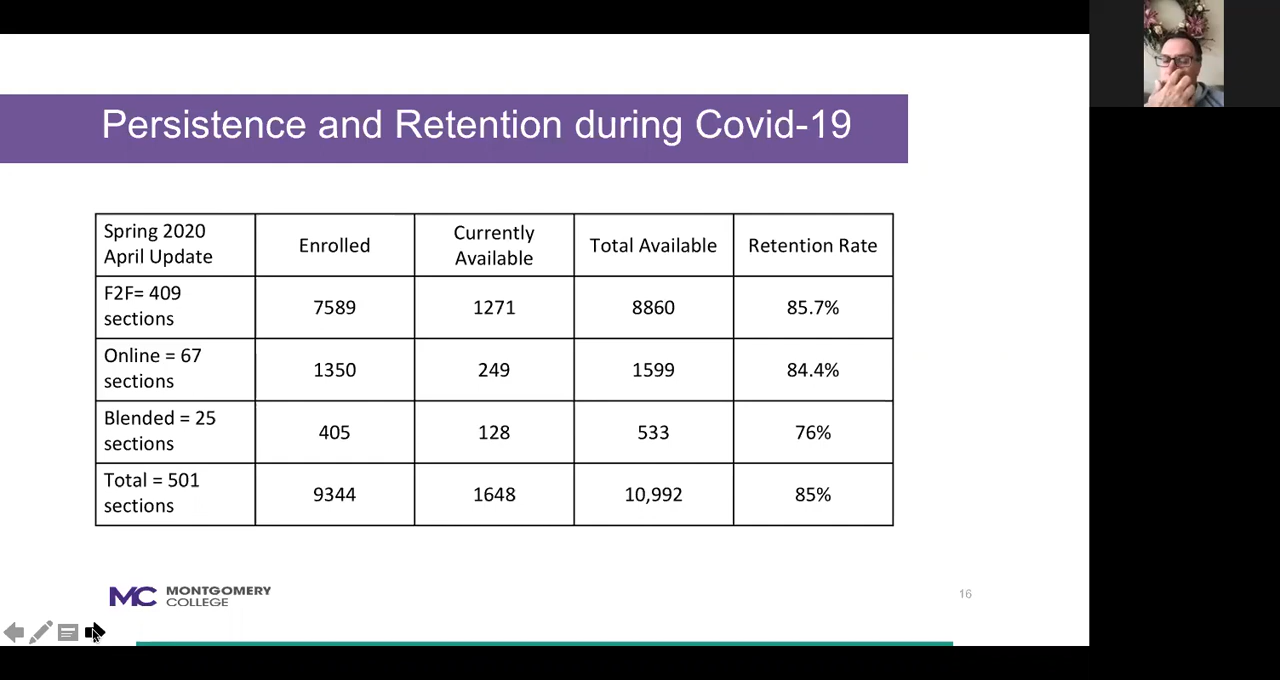 Persistence and Retention during Covid-19
Spring 2020
April Update
Enrolled
Currently
Available
Total Available
Retention Rate
F2F= 409
sections
7589
1271
8860
85.7%
Online = 67
sections
1350
249
1599
84.4%
Blended = 25
sections
405
128
533
76%
Total = 501
sections
9344
1648
10,992
85%
MC MONTGOMERY
COLLEGE
16